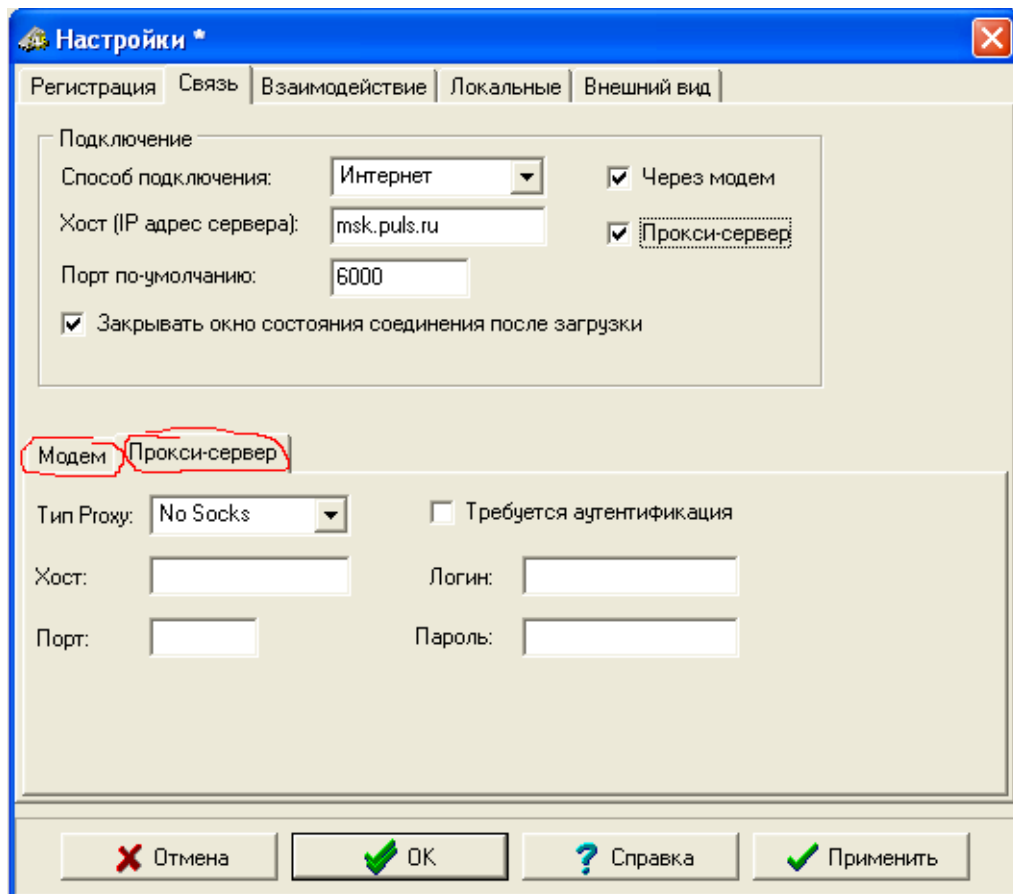 Настройки *
Регистрация Связь Взаимодействие Локальные Внешний вид
Подключение
Способ подключения: Интернет Через модем
Хост (IP адрес сервера): msk.puls.ru Прокси-сервер
Порт по-умолчанию: 6000
Закрывать окно состояния соединения после загрузки
Модем Прокси-сервер
Тип Proxy: No Socks Требуется аутентификация
Хост: Логин:
Порт: Пароль:
Отмена OK Справка Применить